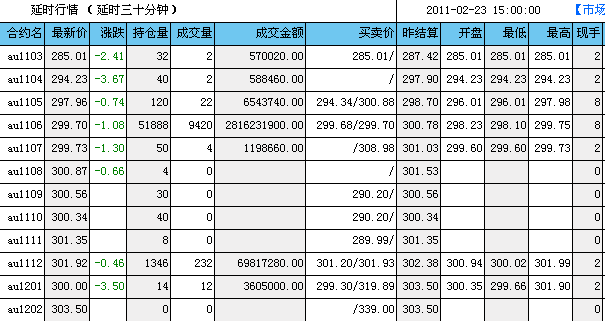 延时行情 （ 延时三十分钟） 2011-02-23 15:00:00 【市场
合约名 最新价 涨跌 持仓量 成交量 成交金额 买卖价 昨结算 开盘 最低 最高 现手
au1103 285.01 -2.41 32 2 570020.00 285.01/ 287.42 285.01 285.01 285.01 2
au1104 294.23 -3.67 40 2 588460.00 / 297.90 294.23 294.23 294.23 2
au1105 297.96 -0.74 120 22 6543740.00 294.34/300.88 298.70 296.01 296.01 297.98 8
au1106 299.70 -1.08 51888 9420 2816231900.00 299.68/299.70 300.78 298.23 298.10 299.75 8
au1107 299.73 -1.30 50 4 1198660.00 /308.98 301.03 299.60 299.60 299.73 2
au1108 300.87 -0.66 4 0 / 301.53
au1109 300.56 30 0 290.20/ 300.56
au1110 300.34 40 0 290.20/ 300.34
au1111 301.35 8 0 289.99/ 301.35
au1112 301.92 -0.46 1346 232 69817280.00 301.20/301.93 302.38 300.94 300.02 301.99 2
au1201 300.00 -3.50 14 12 3605000.00 299.30/319.89 303.50 300.35 299.66 301.90 2
au1202 303.50 0 0 /339.00 303.50